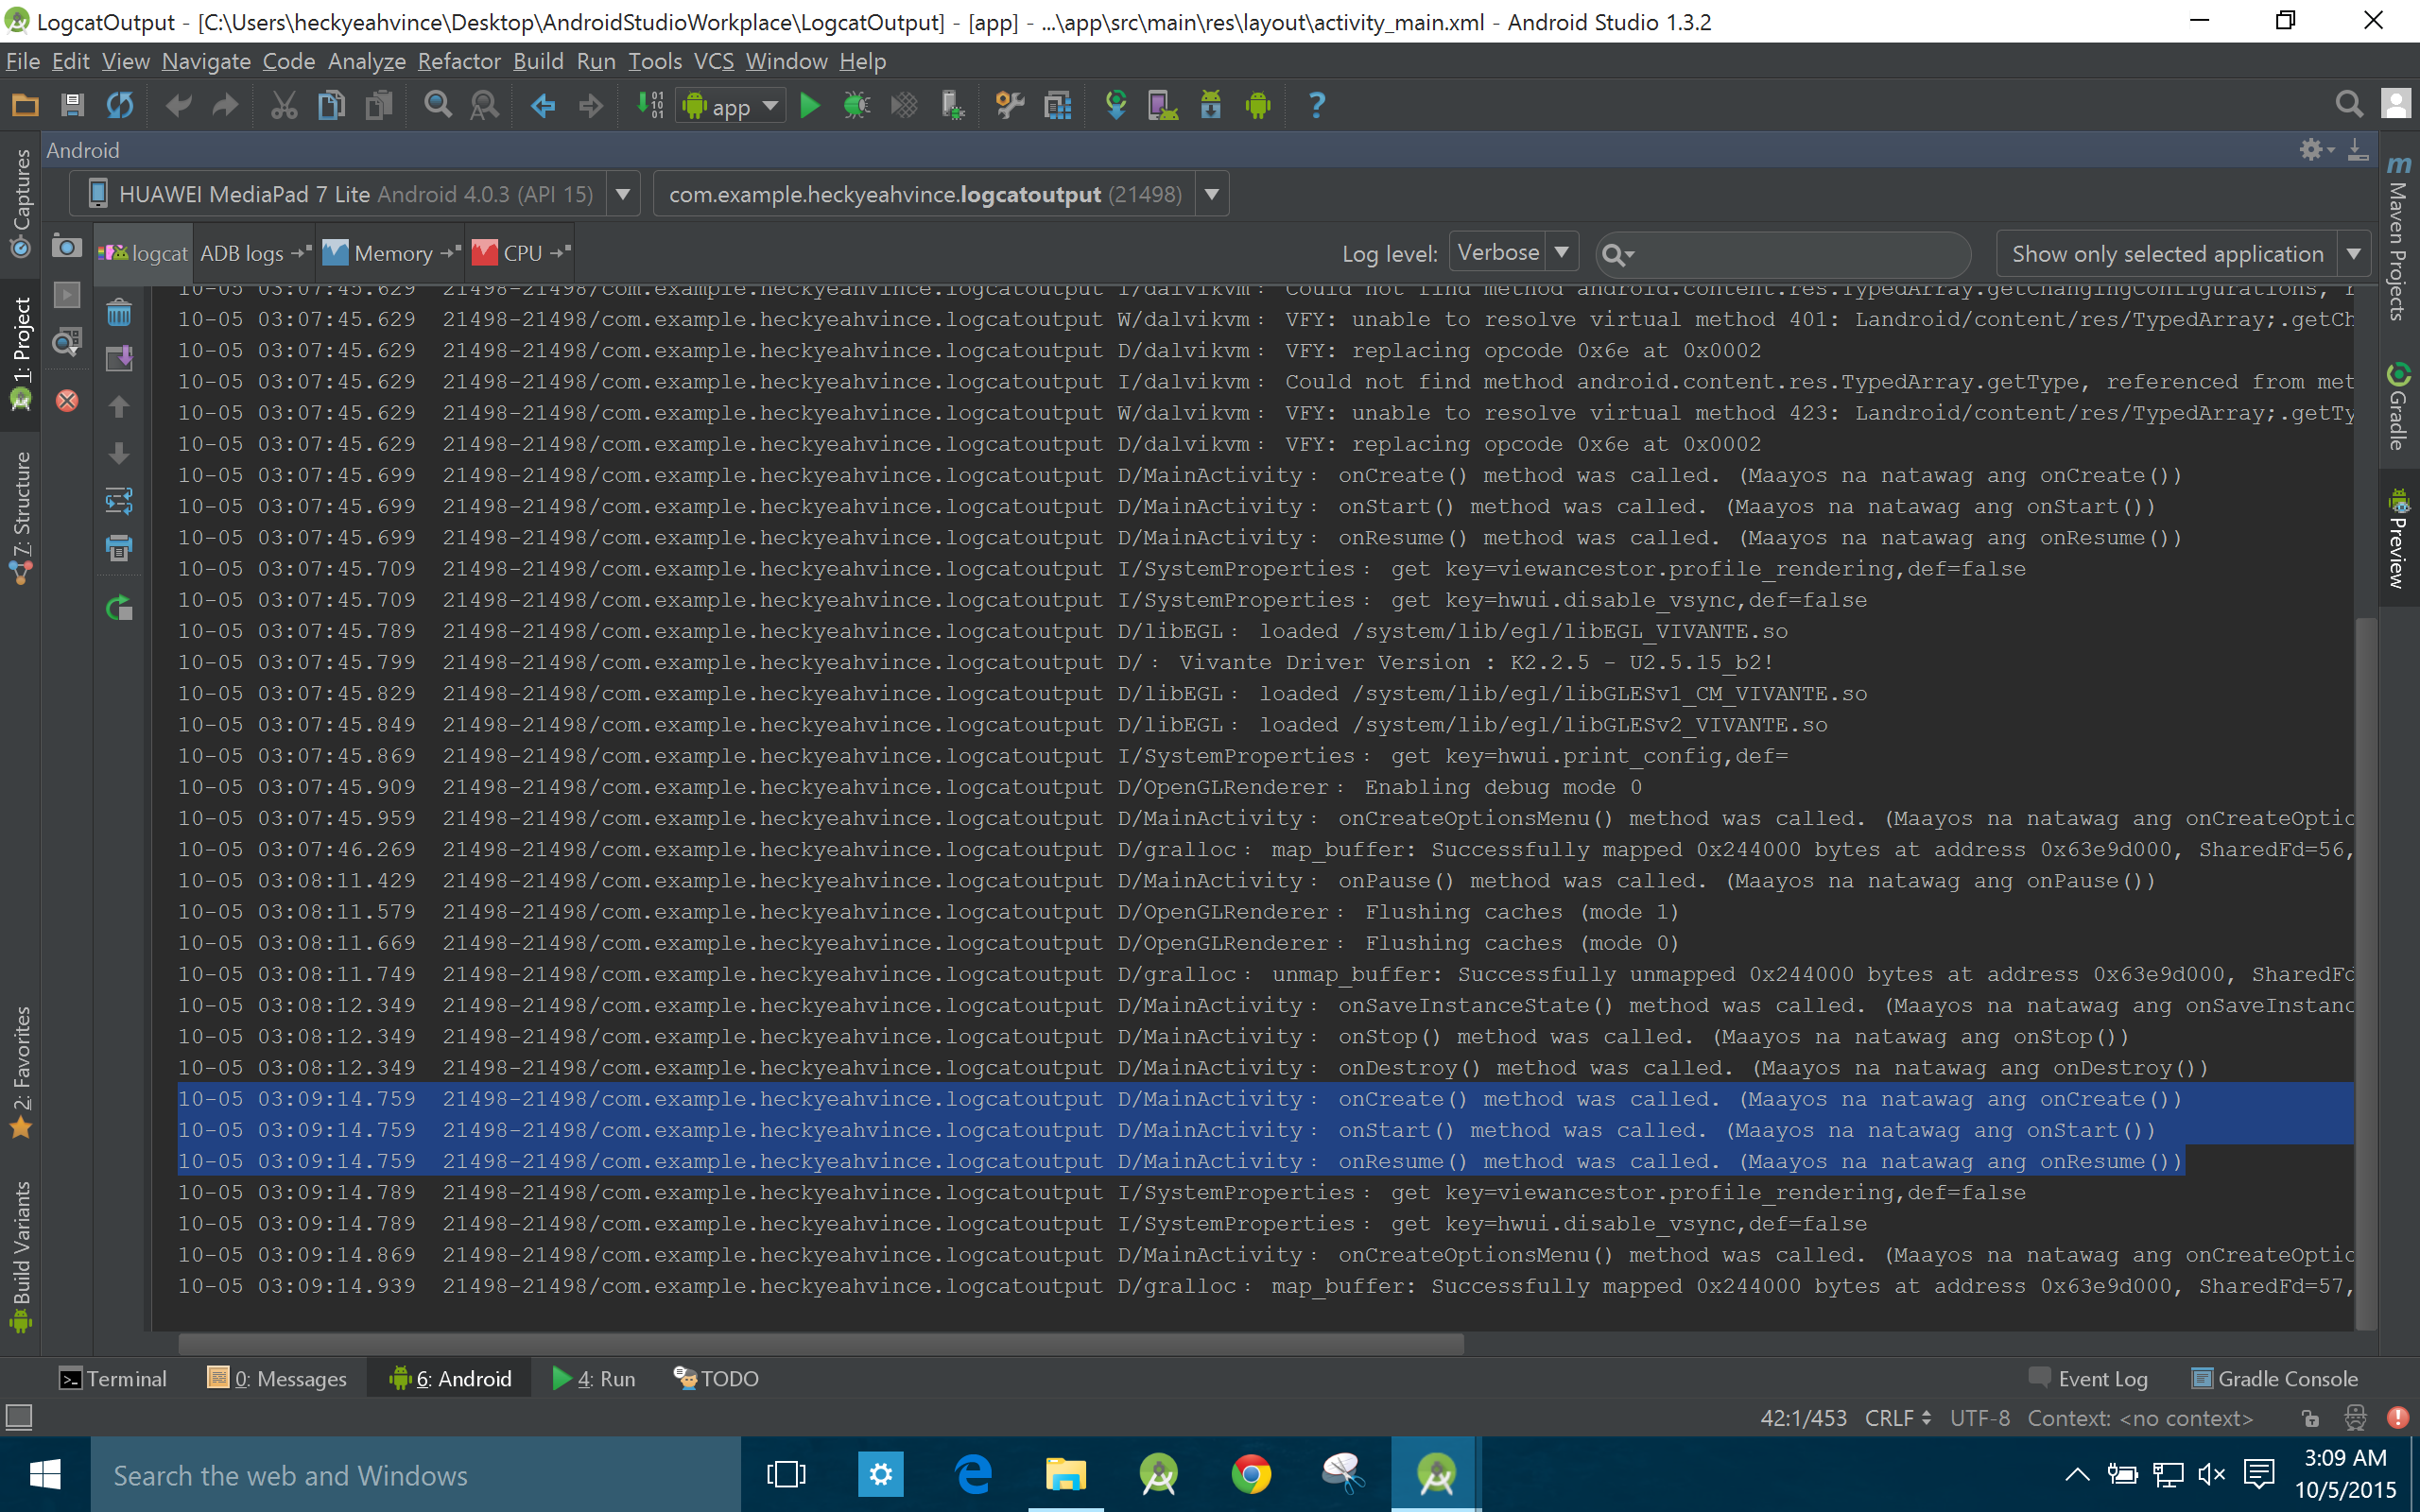 LogcatOutput - [C:\Users\heckyeahvince\Desktop\AndroidStudioWorkplace\LogcatOutput] - [app] - ...\app\src\main\res\layout\activity_main.xml - Android Studio 1.3.2
File Edit View Navigate Code Analyze Refactor Build Run Tools VCS Window Help
app
Android
HUAWEI MediaPad 7 Lite Android 4.0.3 (API 15)
com.example.heckyeahvince.logcatoutput (21498)
logcat ADB logs Memory CPU
Log level: Verbose
Show only selected application
Captures
1: Project
7: Structure
2: Favorites
Build Variants
Maven Projects
Gradle
Preview
10-05 03:07:45.629 21498-21498/com.example.heckyeahvince.logcatoutput I/dalvikvm: Could not find method android.content.res.TypedArray.getChangingConfigurations, r
10-05 03:07:45.629 21498-21498/com.example.heckyeahvince.logcatoutput W/dalvikvm: VFY: unable to resolve virtual method 401: Landroid/content/res/TypedArray;.getCh
10-05 03:07:45.629 21498-21498/com.example.heckyeahvince.logcatoutput D/dalvikvm: VFY: replacing opcode 0x6e at 0x0002
10-05 03:07:45.629 21498-21498/com.example.heckyeahvince.logcatoutput I/dalvikvm: Could not find method android.content.res.TypedArray.getType, referenced from met
10-05 03:07:45.629 21498-21498/com.example.heckyeahvince.logcatoutput W/dalvikvm: VFY: unable to resolve virtual method 423: Landroid/content/res/TypedArray;.getTy
10-05 03:07:45.629 21498-21498/com.example.heckyeahvince.logcatoutput D/dalvikvm: VFY: replacing opcode 0x6e at 0x0002
10-05 03:07:45.699 21498-21498/com.example.heckyeahvince.logcatoutput D/MainActivity: onCreate() method was called. (Maayos na natawag ang onCreate())
10-05 03:07:45.699 21498-21498/com.example.heckyeahvince.logcatoutput D/MainActivity: onStart() method was called. (Maayos na natawag ang onStart())
10-05 03:07:45.699 21498-21498/com.example.heckyeahvince.logcatoutput D/MainActivity: onResume() method was called. (Maayos na natawag ang onResume())
10-05 03:07:45.709 21498-21498/com.example.heckyeahvince.logcatoutput I/SystemProperties: get key=viewancestor.profile_rendering,def=false
10-05 03:07:45.709 21498-21498/com.example.heckyeahvince.logcatoutput I/SystemProperties: get key=hwui.disable_vsync,def=false
10-05 03:07:45.789 21498-21498/com.example.heckyeahvince.logcatoutput D/libEGL: loaded /system/lib/egl/libEGL_VIVANTE.so
10-05 03:07:45.799 21498-21498/com.example.heckyeahvince.logcatoutput D/: Vivante Driver Version : K2.2.5 - U2.5.15_b2!
10-05 03:07:45.829 21498-21498/com.example.heckyeahvince.logcatoutput D/libEGL: loaded /system/lib/egl/libGLESv1_CM_VIVANTE.so
10-05 03:07:45.849 21498-21498/com.example.heckyeahvince.logcatoutput D/libEGL: loaded /system/lib/egl/libGLESv2_VIVANTE.so
10-05 03:07:45.869 21498-21498/com.example.heckyeahvince.logcatoutput I/SystemProperties: get key=hwui.print_config,def=
10-05 03:07:45.909 21498-21498/com.example.heckyeahvince.logcatoutput D/OpenGLRenderer: Enabling debug mode 0
10-05 03:07:45.959 21498-21498/com.example.heckyeahvince.logcatoutput D/MainActivity: onCreateOptionsMenu() method was called. (Maayos na natawag ang onCreateOptio
10-05 03:07:46.269 21498-21498/com.example.heckyeahvince.logcatoutput D/gralloc: map_buffer: Successfully mapped 0x244000 bytes at address 0x63e9d000, SharedFd=56,
10-05 03:08:11.429 21498-21498/com.example.heckyeahvince.logcatoutput D/MainActivity: onPause() method was called. (Maayos na natawag ang onPause())
10-05 03:08:11.579 21498-21498/com.example.heckyeahvince.logcatoutput D/OpenGLRenderer: Flushing caches (mode 1)
10-05 03:08:11.669 21498-21498/com.example.heckyeahvince.logcatoutput D/OpenGLRenderer: Flushing caches (mode 0)
10-05 03:08:11.749 21498-21498/com.example.heckyeahvince.logcatoutput D/gralloc: unmap_buffer: Successfully unmapped 0x244000 bytes at address 0x63e9d000, SharedFd
10-05 03:08:12.349 21498-21498/com.example.heckyeahvince.logcatoutput D/MainActivity: onSaveInstanceState() method was called. (Maayos na natawag ang onSaveInstanc
10-05 03:08:12.349 21498-21498/com.example.heckyeahvince.logcatoutput D/MainActivity: onStop() method was called. (Maayos na natawag ang onStop())
10-05 03:08:12.349 21498-21498/com.example.heckyeahvince.logcatoutput D/MainActivity: onDestroy() method was called. (Maayos na natawag ang onDestroy())
10-05 03:09:14.759 21498-21498/com.example.heckyeahvince.logcatoutput D/MainActivity: onCreate() method was called. (Maayos na natawag ang onCreate())
10-05 03:09:14.759 21498-21498/com.example.heckyeahvince.logcatoutput D/MainActivity: onStart() method was called. (Maayos na natawag ang onStart())
10-05 03:09:14.759 21498-21498/com.example.heckyeahvince.logcatoutput D/MainActivity: onResume() method was called. (Maayos na natawag ang onResume())
10-05 03:09:14.789 21498-21498/com.example.heckyeahvince.logcatoutput I/SystemProperties: get key=viewancestor.profile_rendering,def=false
10-05 03:09:14.789 21498-21498/com.example.heckyeahvince.logcatoutput I/SystemProperties: get key=hwui.disable_vsync,def=false
10-05 03:09:14.869 21498-21498/com.example.heckyeahvince.logcatoutput D/MainActivity: onCreateOptionsMenu() method was called. (Maayos na natawag ang onCreateOptio
10-05 03:09:14.939 21498-21498/com.example.heckyeahvince.logcatoutput D/gralloc: map_buffer: Successfully mapped 0x244000 bytes at address 0x63e9d000, SharedFd=57,
Terminal 0: Messages 6: Android 4: Run TODO Event Log Gradle Console
42:1/453 CRLF UTF-8 Context: <no context>
Search the web and Windows
3:09 AM
10/5/2015